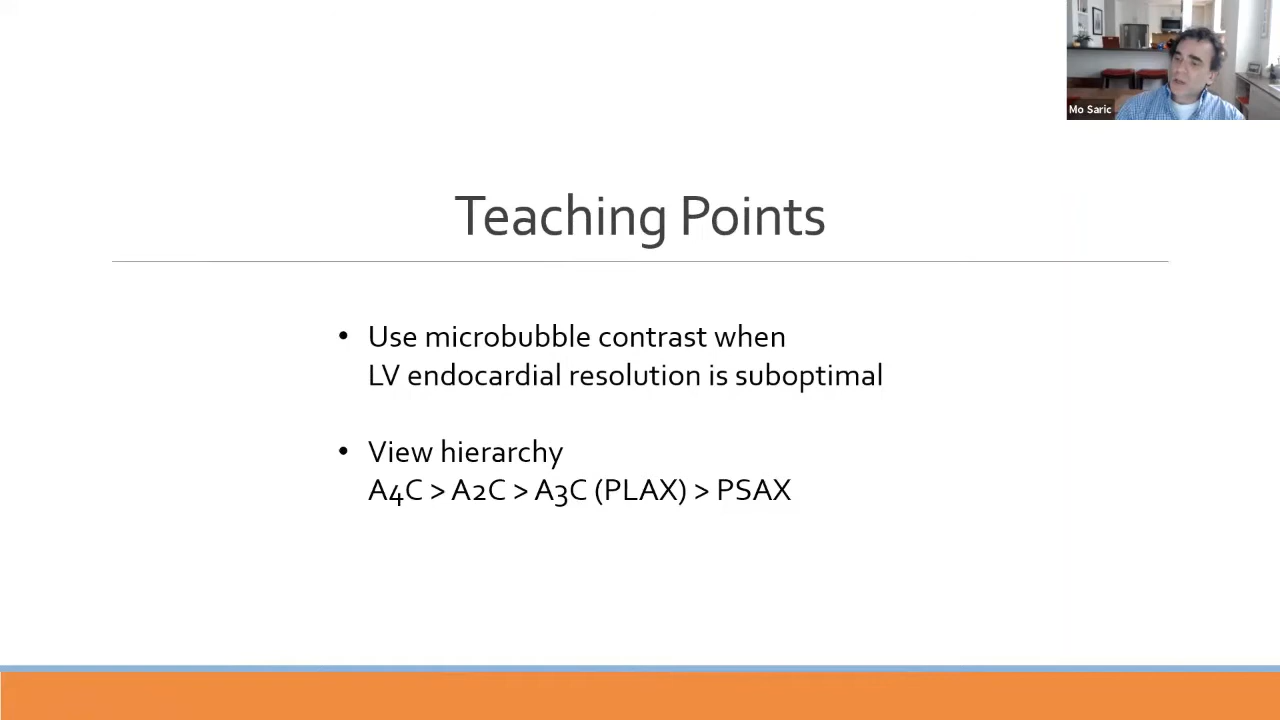 Mo Saric
Teaching Points
• Use microbubble contrast when
LV endocardial resolution is suboptimal
• View hierarchy
A4C > A2C > A3C (PLAX) > PSAX